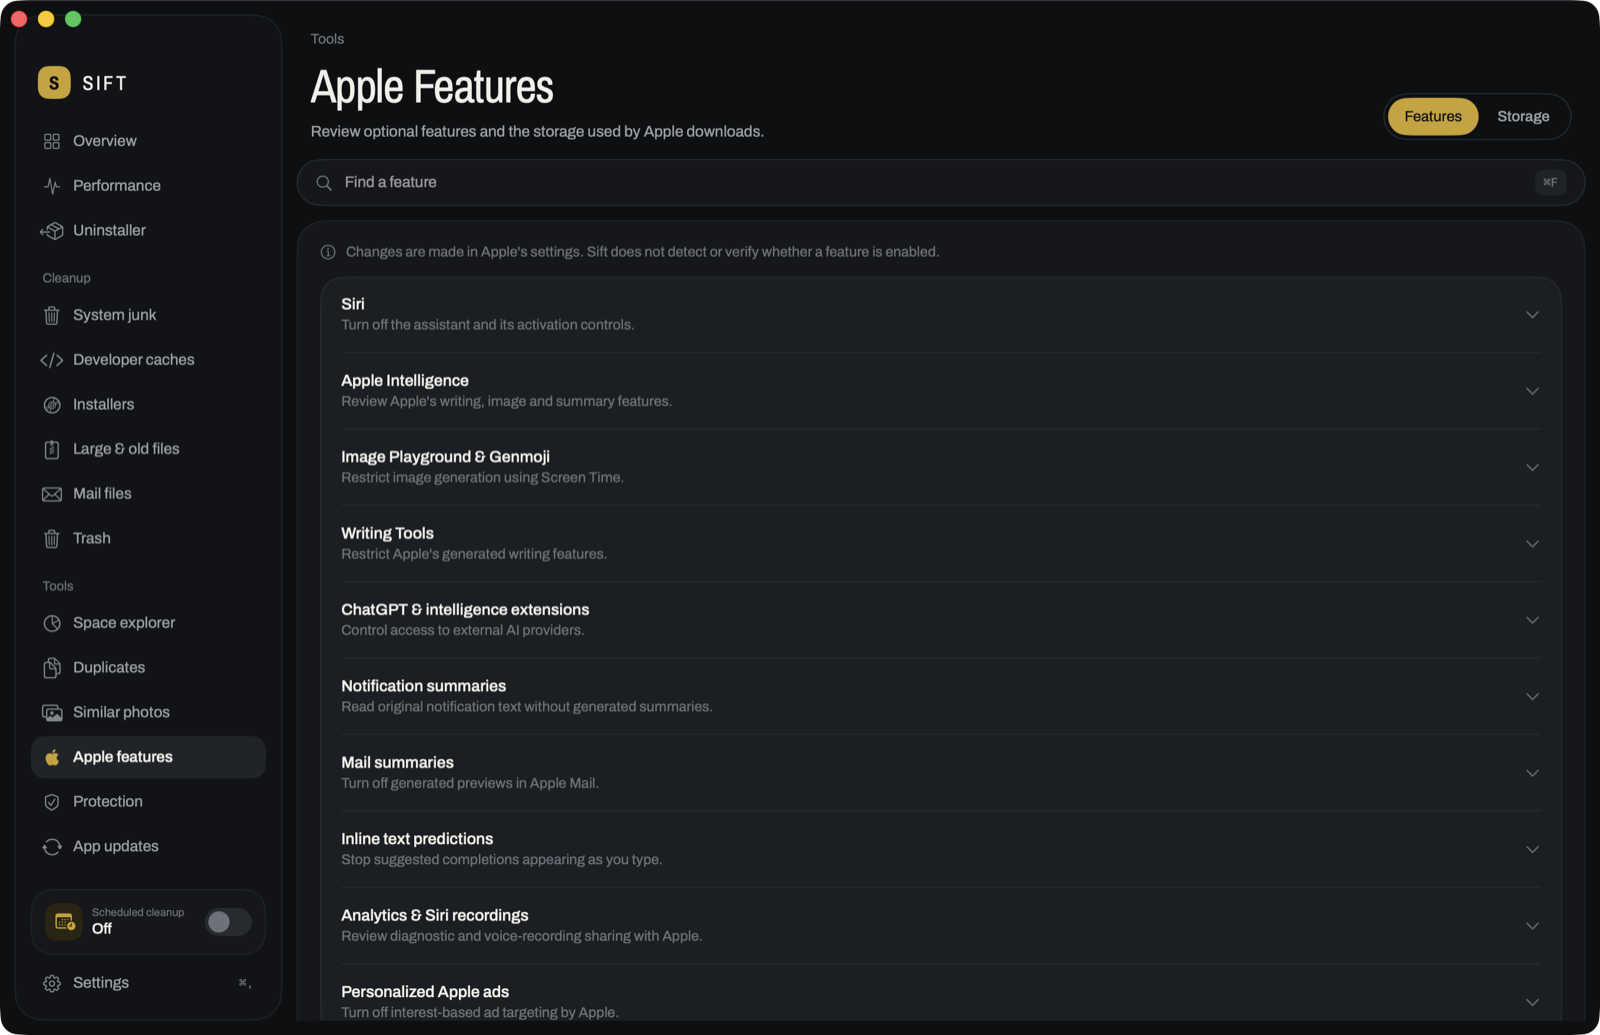 S SIFT
Overview
Performance
Uninstaller
Cleanup
System junk
Developer caches
Installers
Large & old files
Mail files
Trash
Tools
Space explorer
Duplicates
Similar photos
Apple features
Protection
App updates
Scheduled cleanup
Off
Settings ⌘,
Tools
Apple Features
Review optional features and the storage used by Apple downloads.
Features Storage
Find a feature ⌘F
Changes are made in Apple's settings. Sift does not detect or verify whether a feature is enabled.
Siri
Turn off the assistant and its activation controls.
Apple Intelligence
Review Apple's writing, image and summary features.
Image Playground & Genmoji
Restrict image generation using Screen Time.
Writing Tools
Restrict Apple's generated writing features.
ChatGPT & intelligence extensions
Control access to external AI providers.
Notification summaries
Read original notification text without generated summaries.
Mail summaries
Turn off generated previews in Apple Mail.
Inline text predictions
Stop suggested completions appearing as you type.
Analytics & Siri recordings
Review diagnostic and voice-recording sharing with Apple.
Personalized Apple ads
Turn off interest-based ad targeting by Apple.